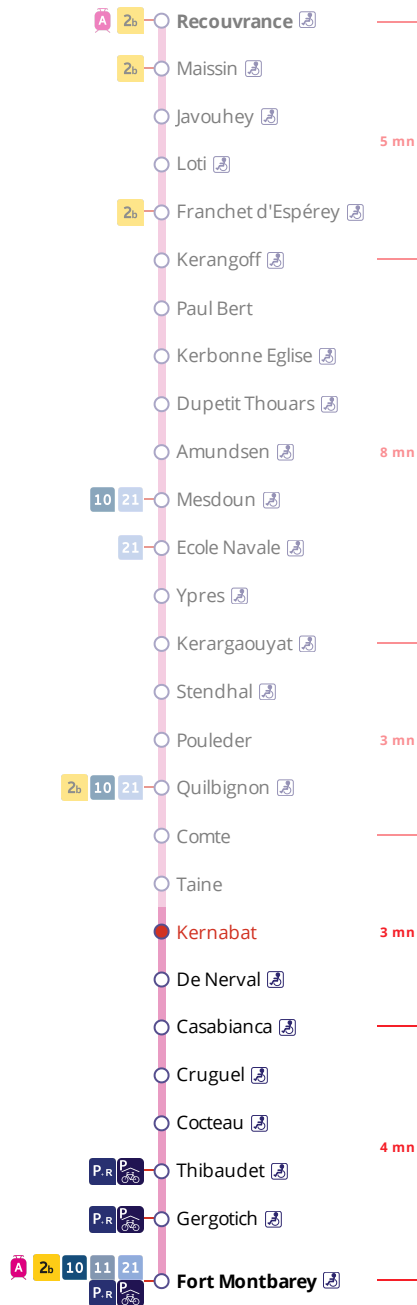 A 2b Recouvrance
2b Maissin
Javouhey
Loti
5 mn
2b Franchet d'Espérey
Kerangoff
Paul Bert
Kerbonne Eglise
Dupetit Thouars
Amundsen 8 mn
10 21 Mesdoun
21 Ecole Navale
Ypres
Kerargaouyat
Stendhal
Pouleder 3 mn
2b 10 21 Quilbignon
Comte
Taine
Kernabat 3 mn
De Nerval
Casabianca
Cruguel
Cocteau
4 mn
P.R P Thibaudet
P.R P Gergotich
A 2b 10 11 21
P.R P Fort Montbarey